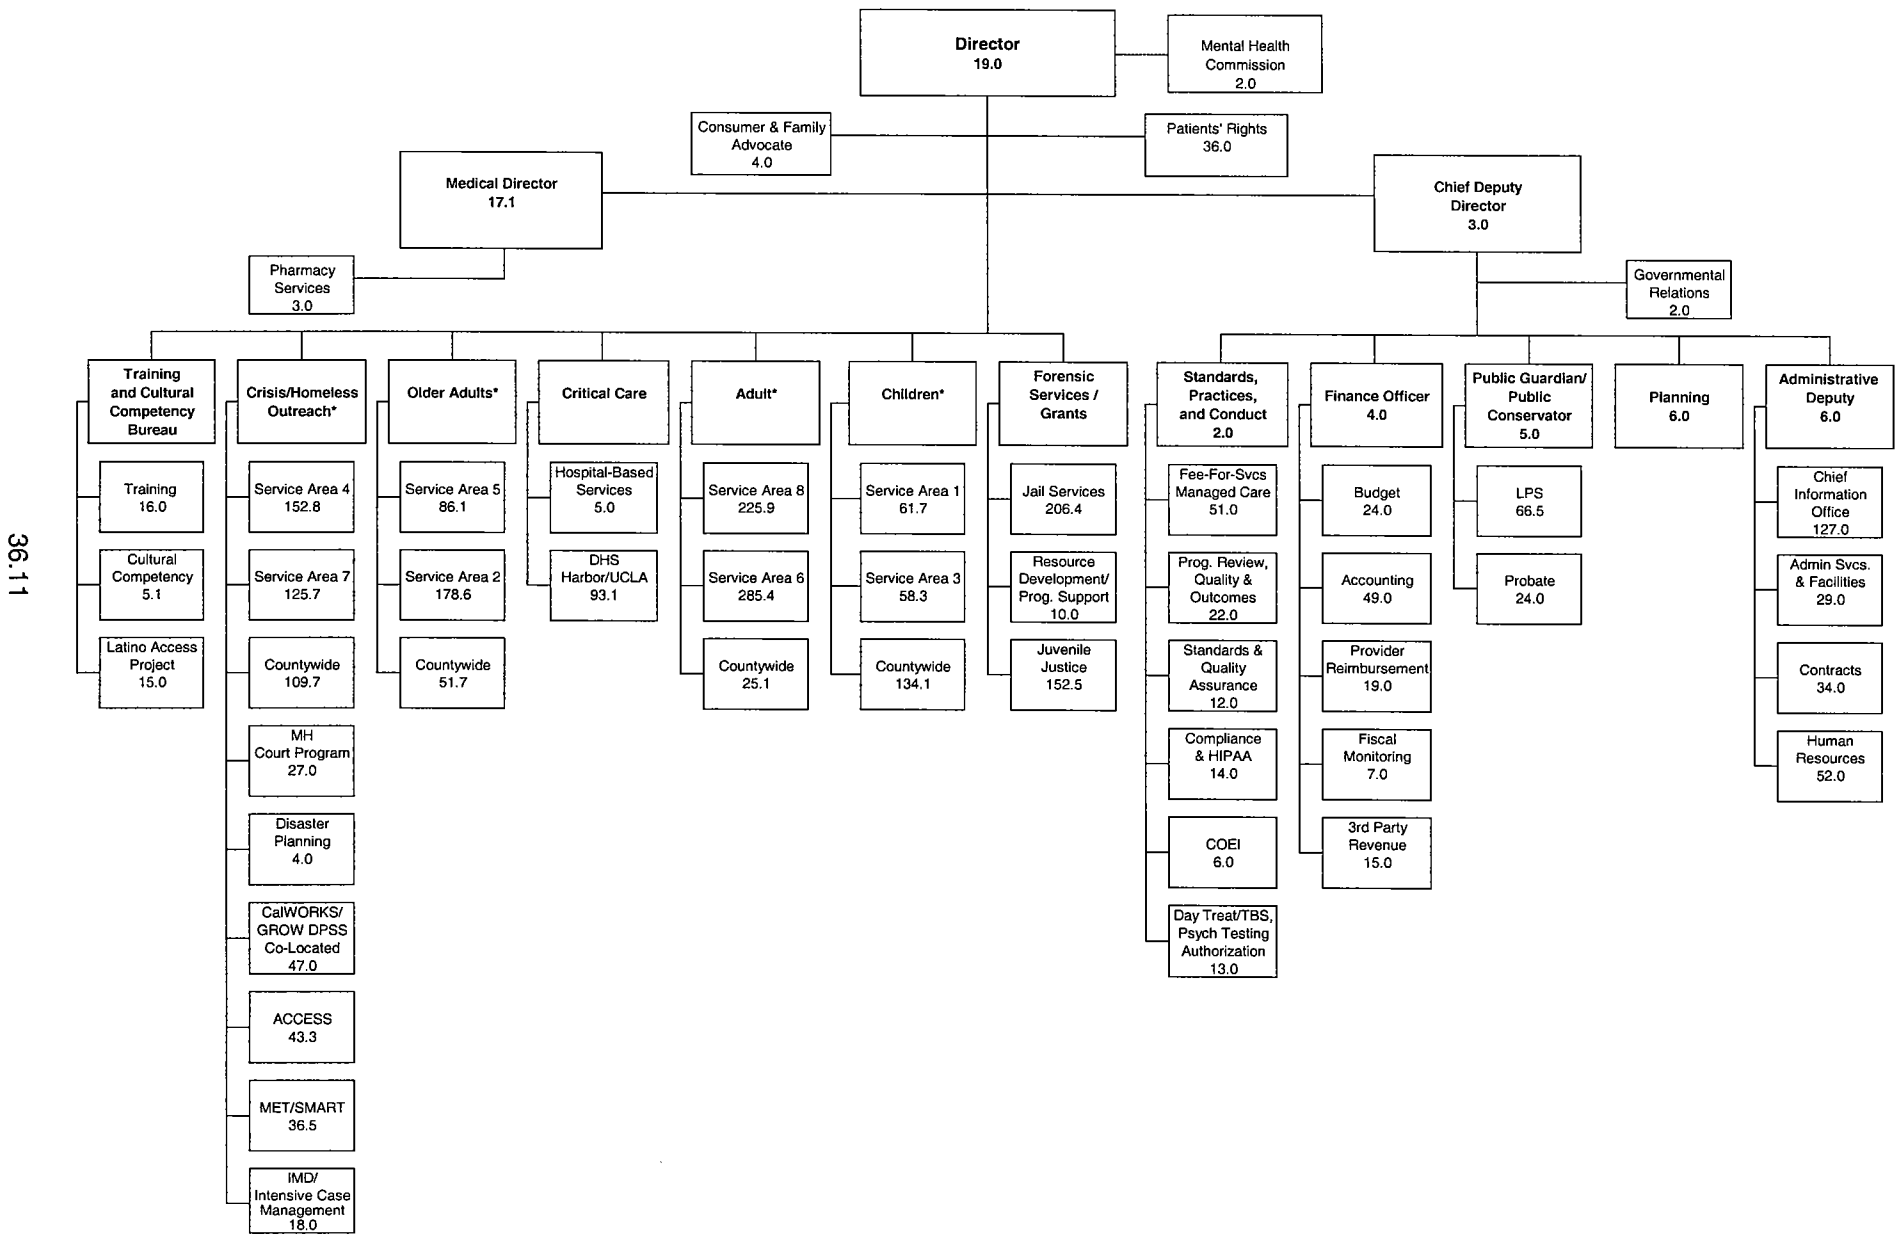 Director
19.0
Mental Health
Commission
2.0
Consumer & Family
Advocate
4.0
Patients' Rights
36.0
Medical Director
17.1
Chief Deputy
Director
3.0
Pharmacy
Services
3.0
Governmental
Relations
2.0
Training
and Cultural
Competency
Bureau
Training
16.0
Cultural
Competency
5.1
Latino Access
Project
15.0
Crisis/Homeless
Outreach*
Service Area 4
152.8
Service Area 7
125.7
Countywide
109.7
MH
Court Program
27.0
Disaster
Planning
4.0
CalWORKS/
GROW DPSS
Co-Located
47.0
ACCESS
43.3
MET/SMART
36.5
IMD/
Intensive Case
Management
18.0
Older Adults*
Service Area 5
86.1
Service Area 2
178.6
Countywide
51.7
Critical Care
Hospital-Based
Services
5.0
DHS
Harbor/UCLA
93.1
Adult*
Service Area 8
225.9
Service Area 6
285.4
Countywide
25.1
Children*
Service Area 1
61.7
Service Area 3
58.3
Countywide
134.1
Forensic
Services /
Grants
Jail Services
206.4
Resource
Development/
Prog. Support
10.0
Juvenile
Justice
152.5
Standards,
Practices,
and Conduct
2.0
Fee-For-Svcs
Managed Care
51.0
Prog. Review,
Quality &
Outcomes
22.0
Standards &
Quality
Assurance
12.0
Compliance
& HIPAA
14.0
COEI
6.0
Day Treat/TBS,
Psych Testing
Authorization
13.0
Finance Officer
4.0
Budget
24.0
Accounting
49.0
Provider
Reimbursement
19.0
Fiscal
Monitoring
7.0
3rd Party
Revenue
15.0
Public Guardian/
Public
Conservator
5.0
LPS
66.5
Probate
24.0
Planning
6.0
Administrative
Deputy
6.0
Chief
Information
Office
127.0
Admin Svcs.
& Facilities
29.0
Contracts
34.0
Human
Resources
52.0
36.11